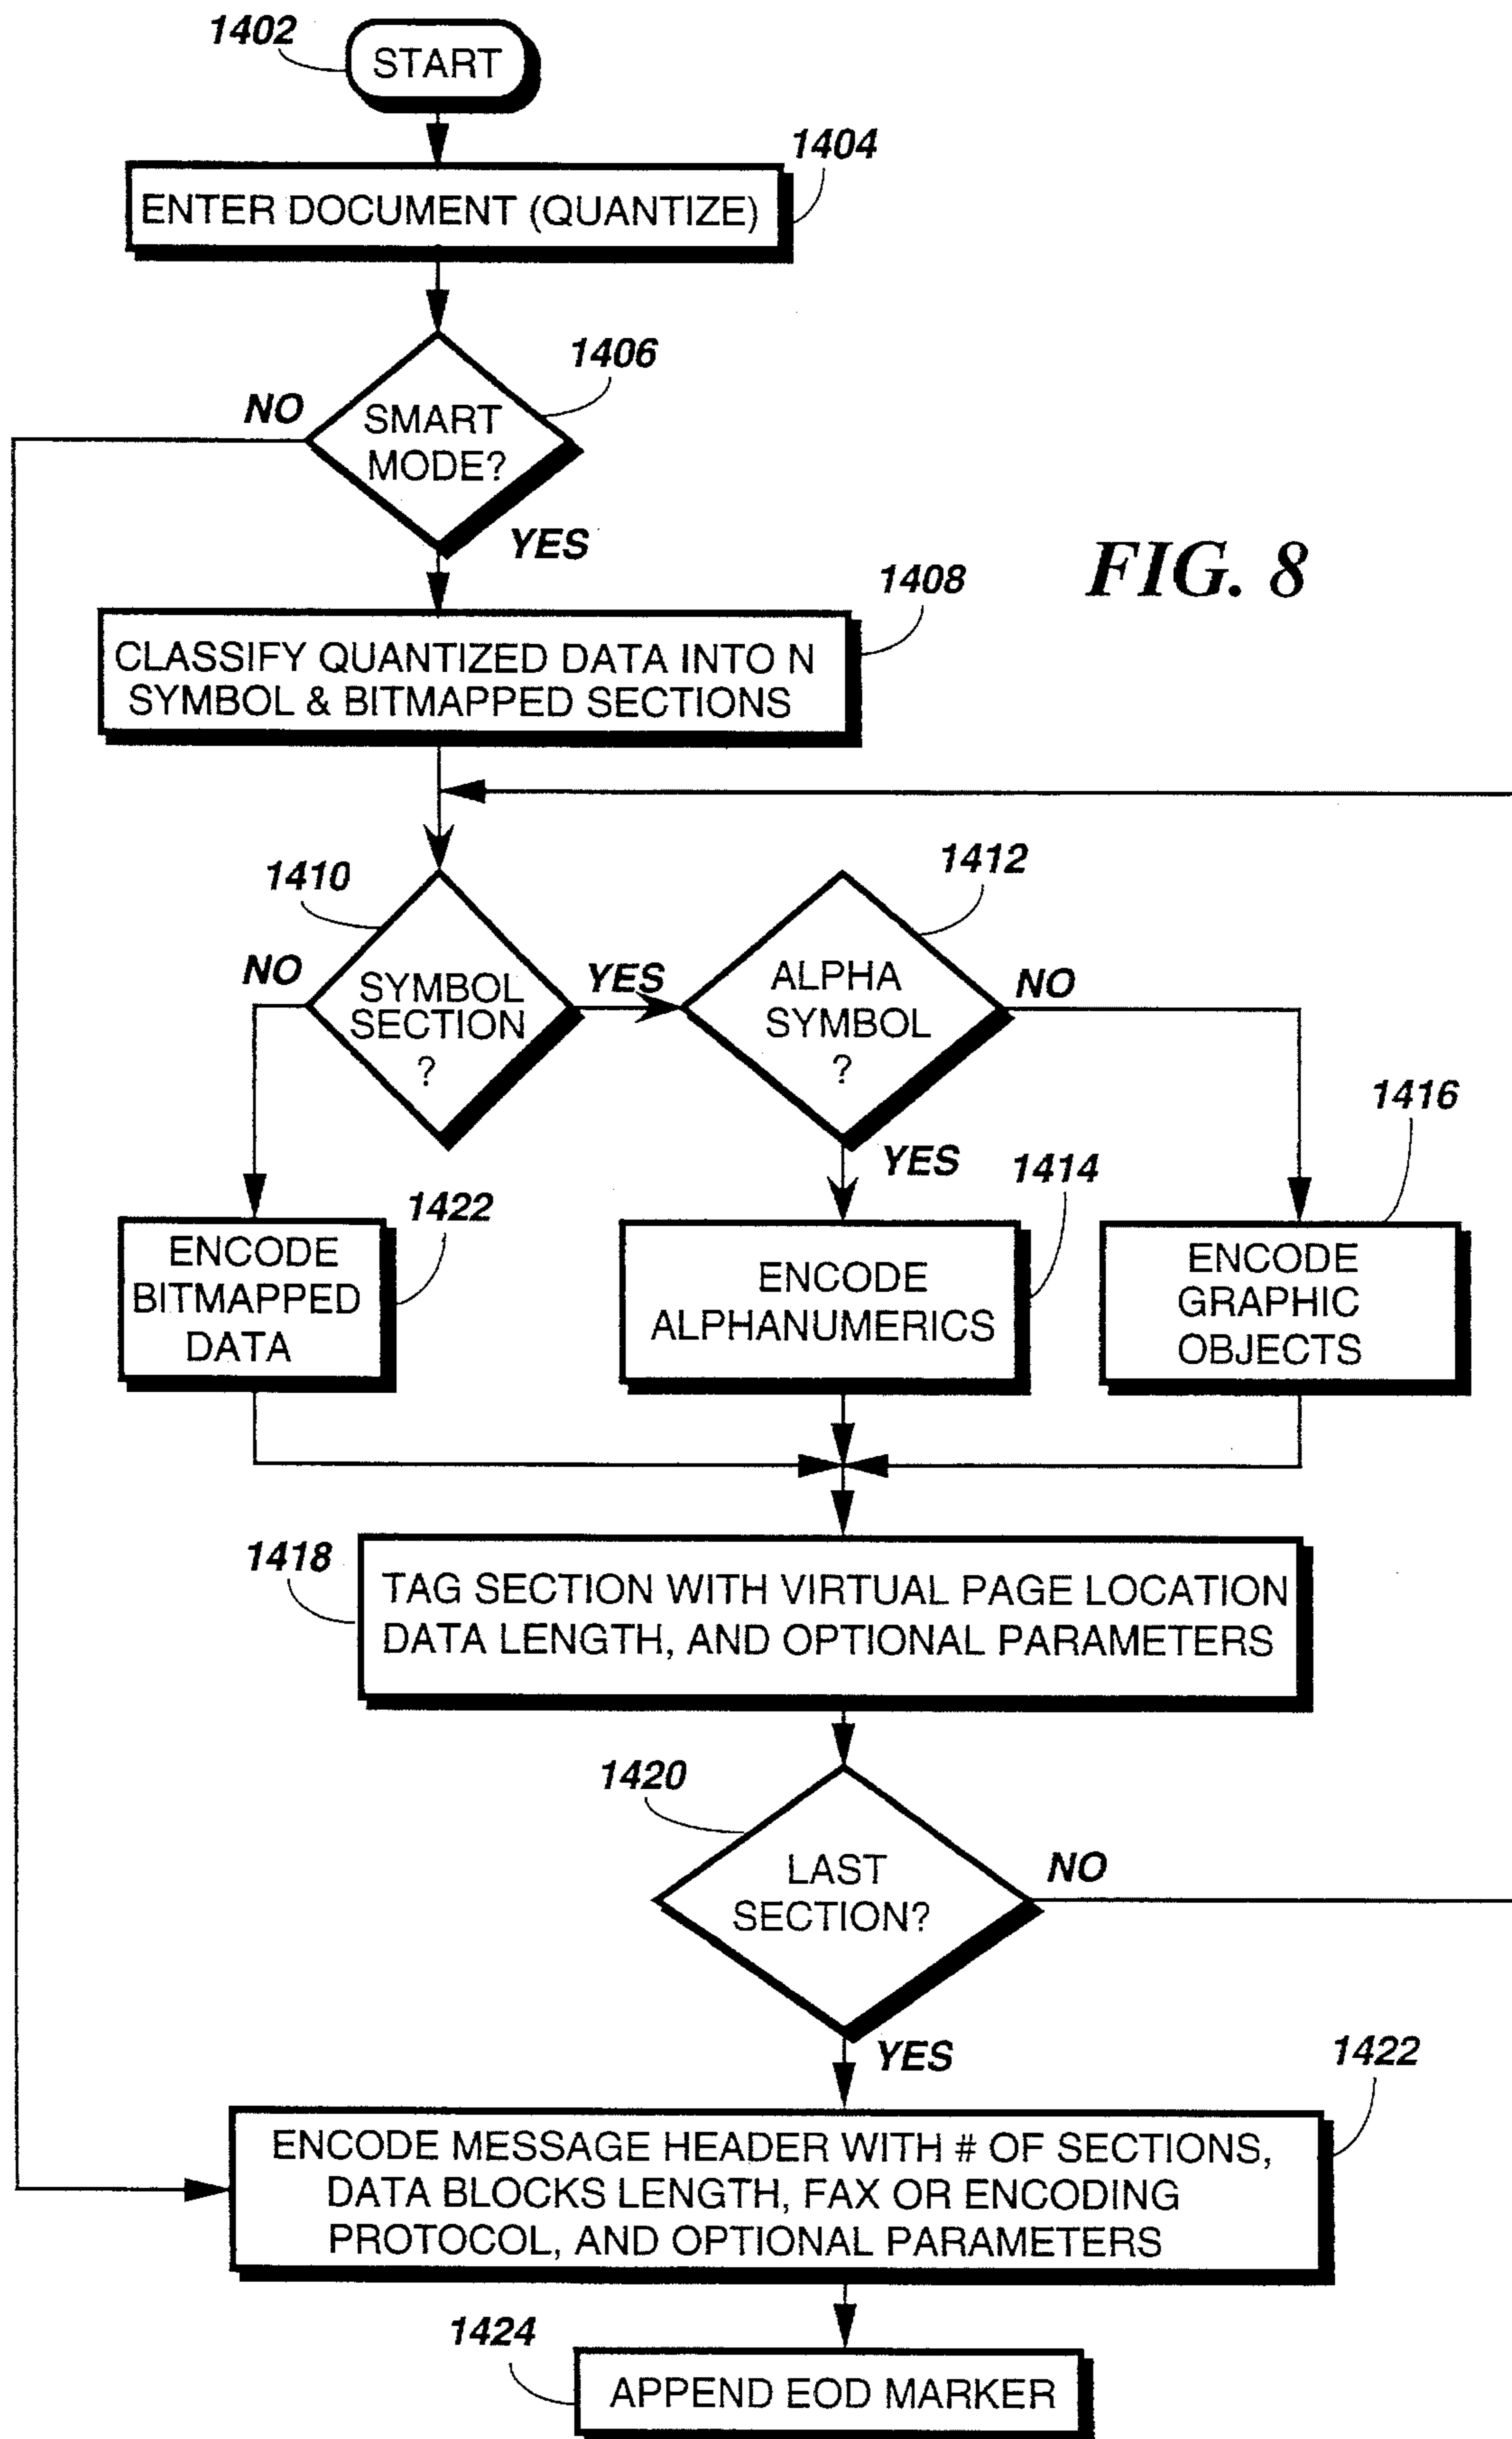 1402
START
1404
ENTER DOCUMENT (QUANTIZE)
1406
NO
SMART
MODE?
YES
FIG. 8
1408
CLASSIFY QUANTIZED DATA INTO N
SYMBOL & BITMAPPED SECTIONS
1410
1412
NO
SYMBOL
SECTION
?
YES
ALPHA
SYMBOL
?
NO
1416
YES
1414
1422
ENCODE
BITMAPPED
DATA
ENCODE
ALPHANUMERICS
ENCODE
GRAPHIC
OBJECTS
1418
TAG SECTION WITH VIRTUAL PAGE LOCATION
DATA LENGTH, AND OPTIONAL PARAMETERS
1420
LAST
SECTION?
NO
YES
1422
ENCODE MESSAGE HEADER WITH # OF SECTIONS,
DATA BLOCKS LENGTH, FAX OR ENCODING
PROTOCOL, AND OPTIONAL PARAMETERS
1424
APPEND EOD MARKER